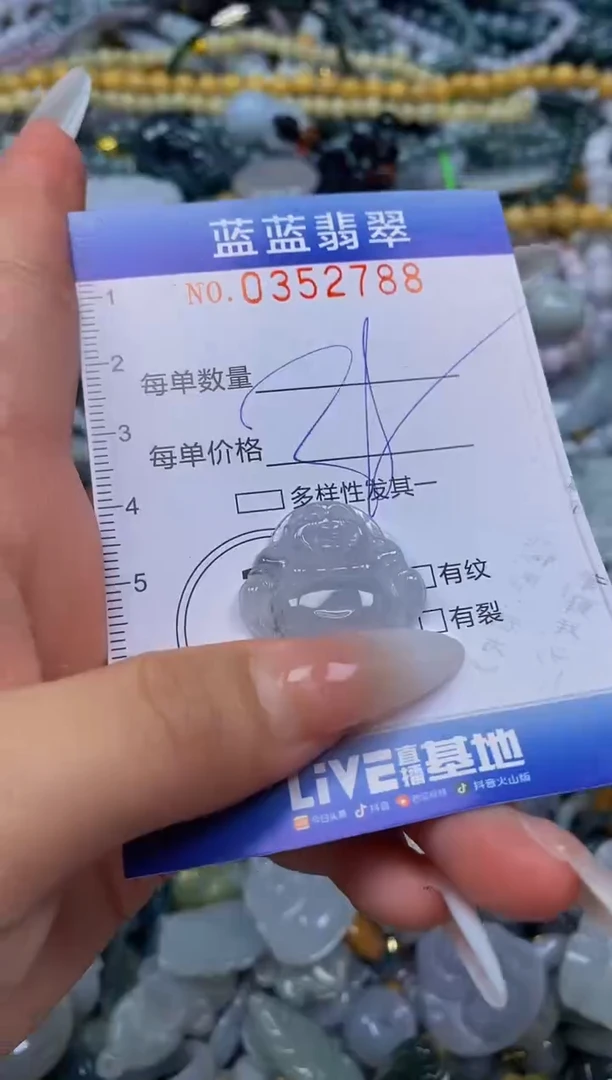 蓝蓝翡翠
NO.0352788
1
2
每单数量
3
每单价格
4
多样性发其一
5
有纹
有裂
LiVE直播基地
今日头条 抖音 抖音火山版